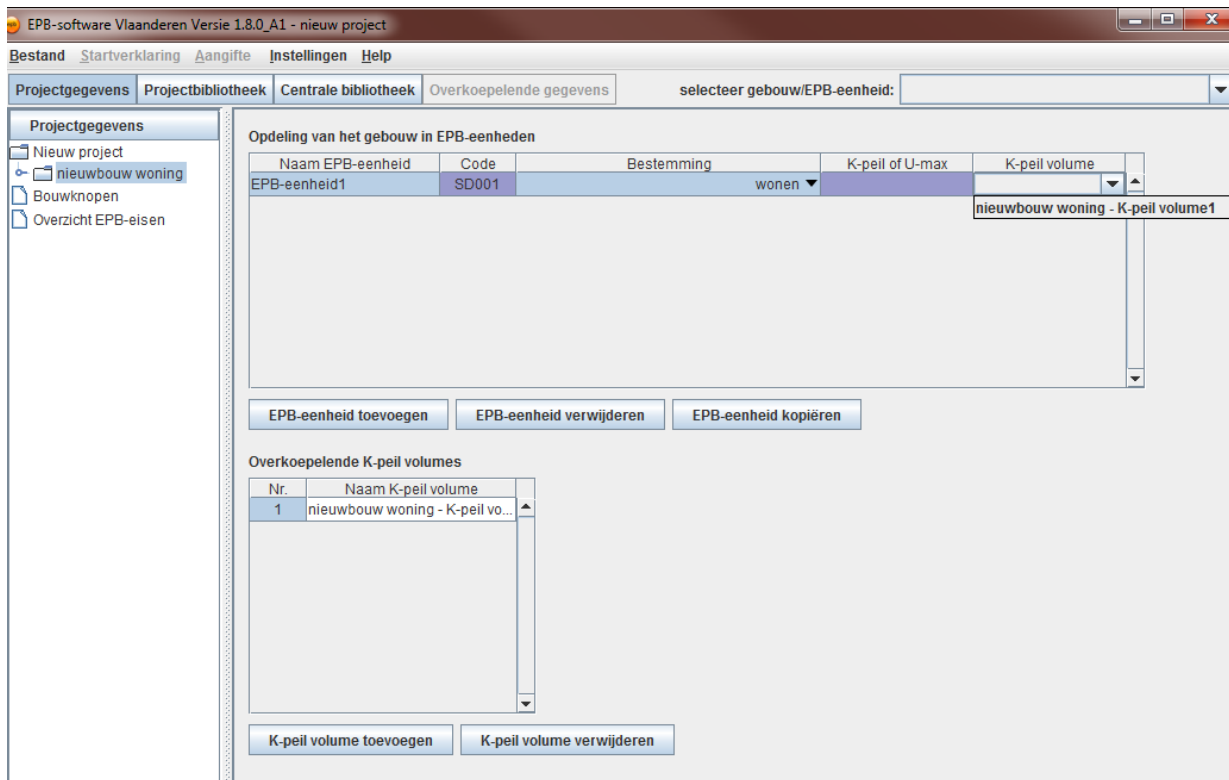 EPB-software Vlaanderen Versie 1.8.0_A1 - nieuw project
Bestand Startverklaring Aangifte Instellingen Help
Projectgegevens Projectbibliotheek Centrale bibliotheek Overkoepelende gegevens selecteer gebouw/EPB-eenheid:
Projectgegevens
Nieuw project
nieuwbouw woning
Bouwknopen
Overzicht EPB-eisen
Opdeling van het gebouw in EPB-eenheden
Naam EPB-eenheid Code Bestemming K-peil of U-max K-peil volume
EPB-eenheid1 SD001 wonen
nieuwbouw woning - K-peil volume1
EPB-eenheid toevoegen EPB-eenheid verwijderen EPB-eenheid kopiëren
Overkoepelende K-peil volumes
Nr. Naam K-peil volume
1 nieuwbouw woning - K-peil vo...
K-peil volume toevoegen K-peil volume verwijderen